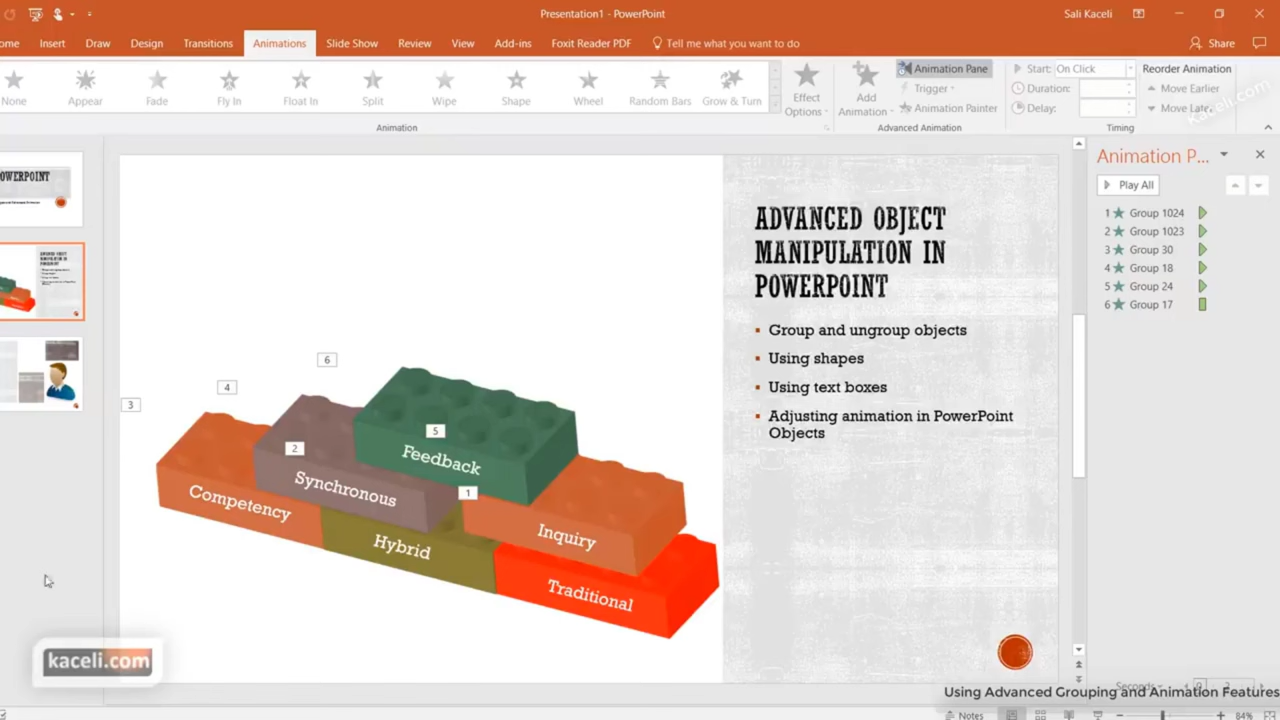 Presentation1 - PowerPoint
Sali Kaceli
ome Insert Draw Design Transitions Animations Slide Show Review View Add-ins Foxit Reader PDF Tell me what you want to do
Share
None Appear Fade Fly In Float In Split Wipe Shape Wheel Random Bars Grow & Turn
Effect Options
Add Animation
Animation Pane
Trigger
Animation Painter
Start: On Click
Duration:
Delay:
Reorder Animation
Move Earlier
Move Later
Kaceli.com
Animation
Advanced Animation
Timing
OWERPOINT
ADVANCED OBJECT
MANIPULATION IN
POWERPOINT
Group and ungroup objects
Using shapes
Using text boxes
Adjusting animation in PowerPoint
Objects
6
4
3
5
2
1
Feedback
Synchronous
Competency
Inquiry
Hybrid
Traditional
Animation P...
Play All
1 Group 1024
2 Group 1023
3 Group 30
4 Group 18
5 Group 24
6 Group 17
kaceli.com
Seconds
Using Advanced Grouping and Animation Features
Notes
84%